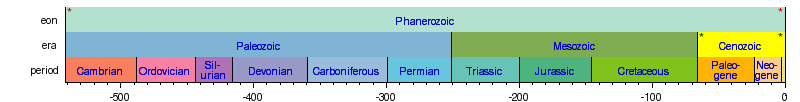 eon
* Phanerozoic *
era
Paleozoic Mesozoic * Cenozoic *
period
Cambrian Ordovician Sil-
urian Devonian Carboniferous Permian Triassic Jurassic Cretaceous Paleo-
gene Neo-
gene
-500 -400 -300 -200 -100 0